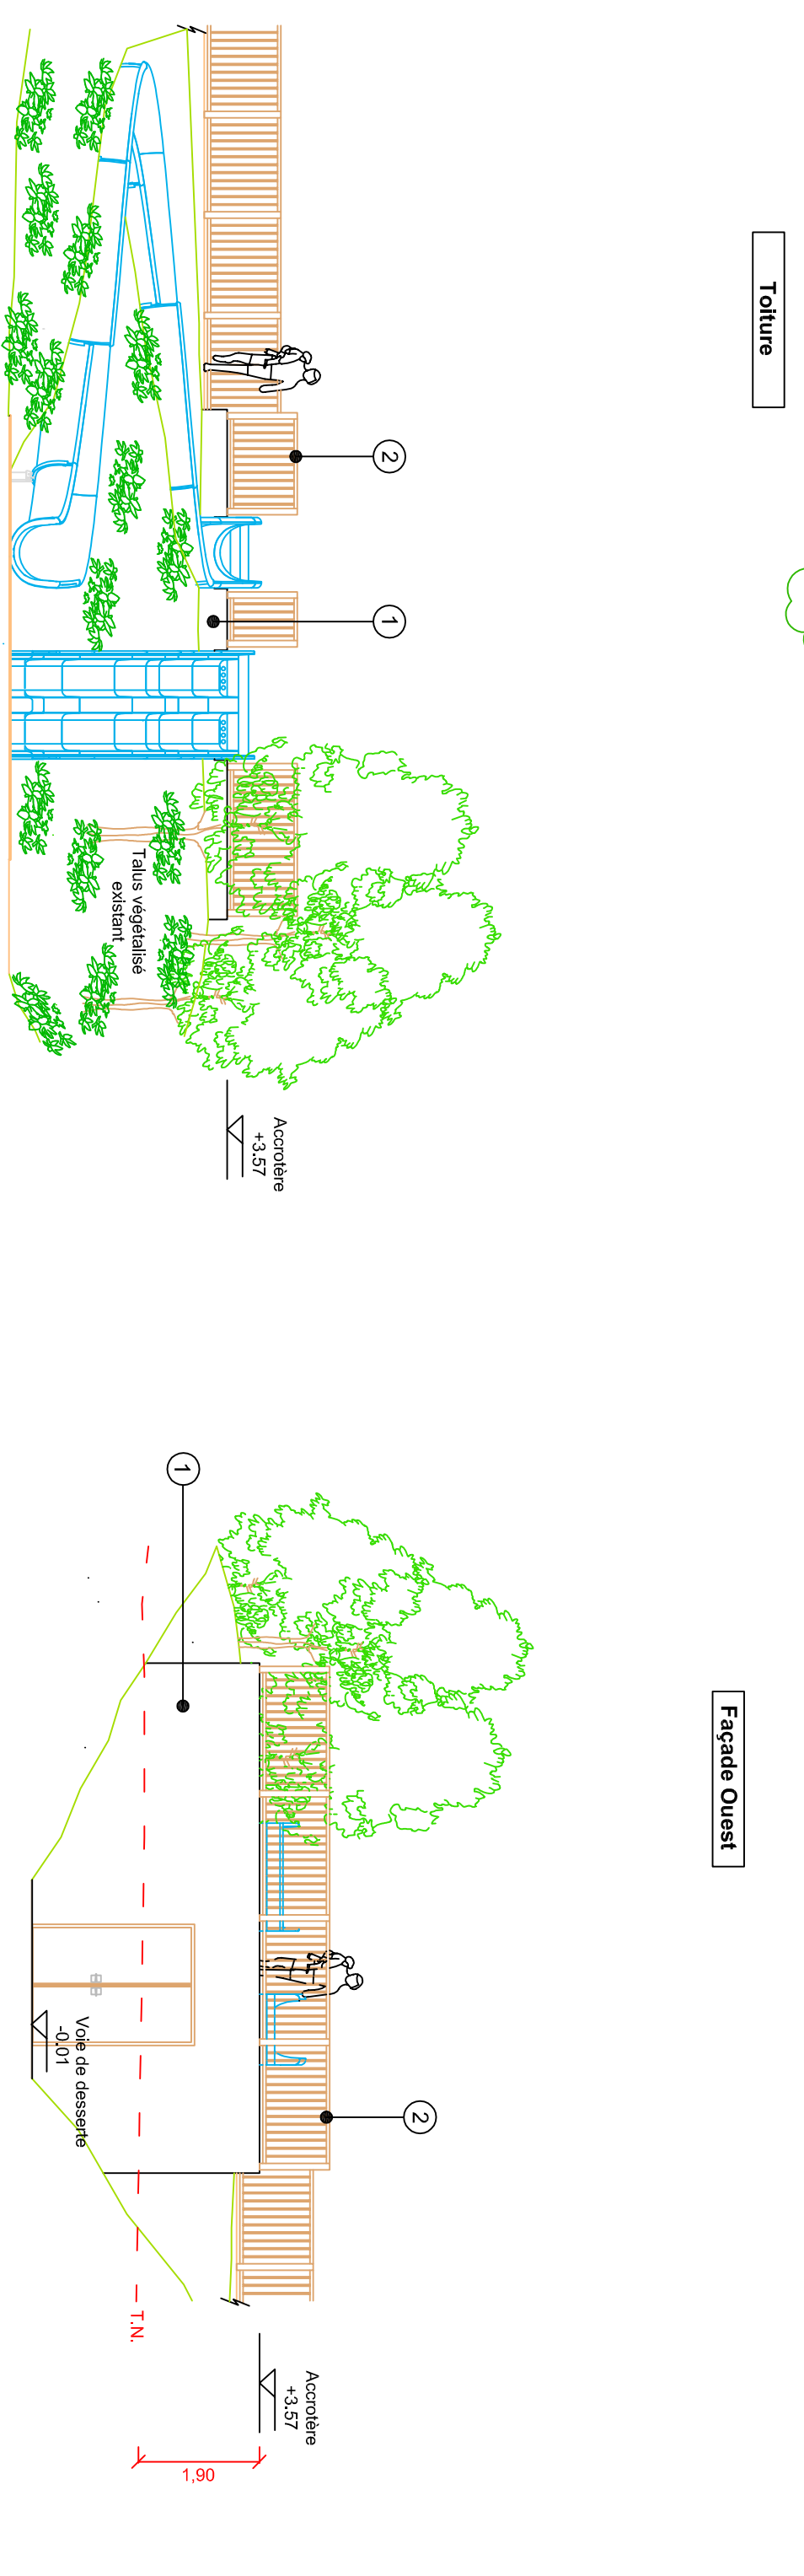 Toiture
2
1
Talus végétalisé
existant
Accrotère
+3.57
Façade Ouest
1
2
Voie de desserte
-0.01
T.N.
Accrotère
+3.57
1,90